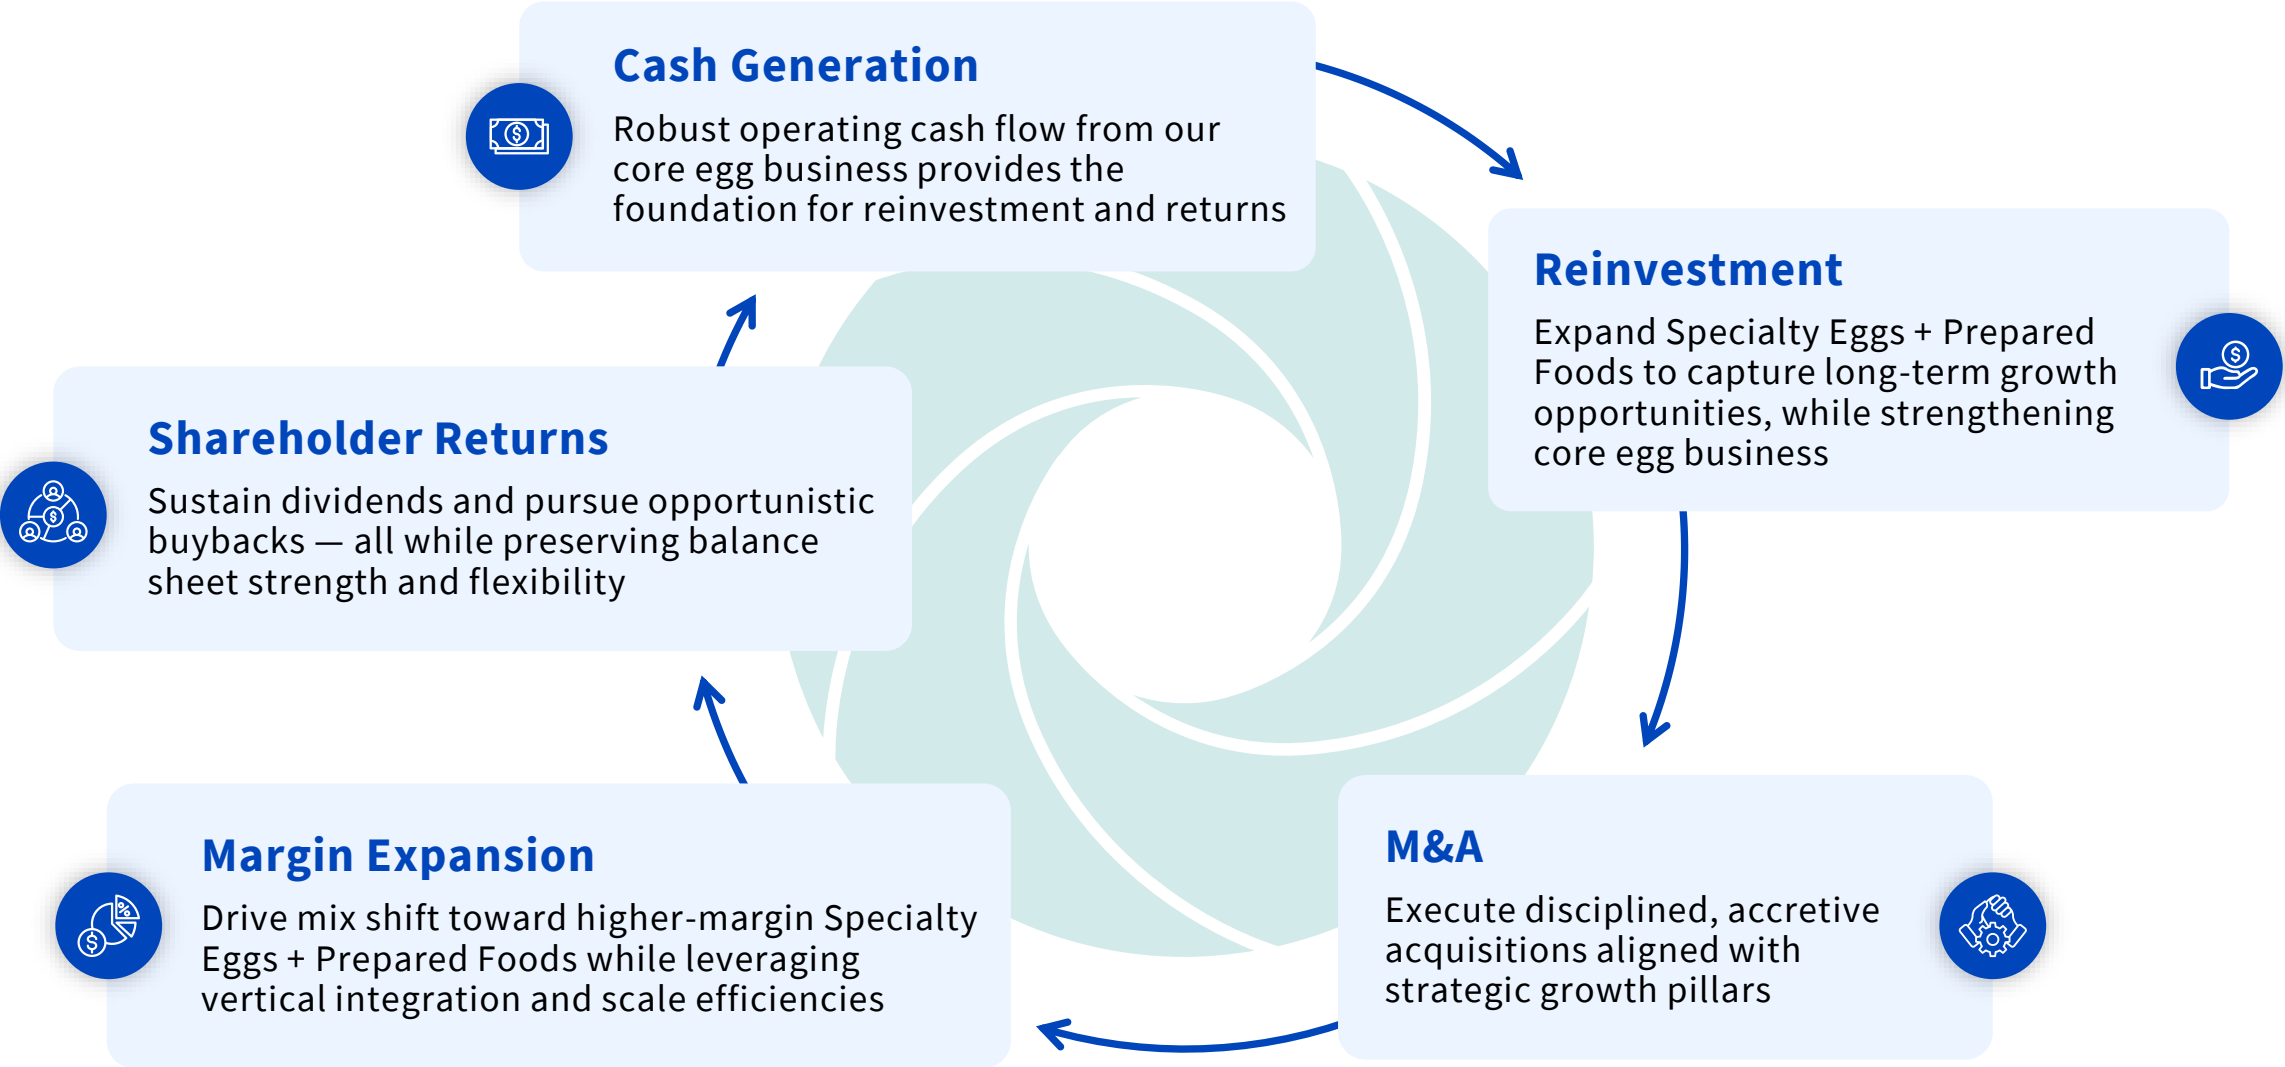 Cash Generation
Robust operating cash flow from our
core egg business provides the
foundation for reinvestment and returns
Reinvestment
Expand Specialty Eggs + Prepared
Foods to capture long-term growth
opportunities, while strengthening
core egg business
M&A
Execute disciplined, accretive
acquisitions aligned with
strategic growth pillars
Margin Expansion
Drive mix shift toward higher-margin Specialty
Eggs + Prepared Foods while leveraging
vertical integration and scale efficiencies
Shareholder Returns
Sustain dividends and pursue opportunistic
buybacks — all while preserving balance
sheet strength and flexibility